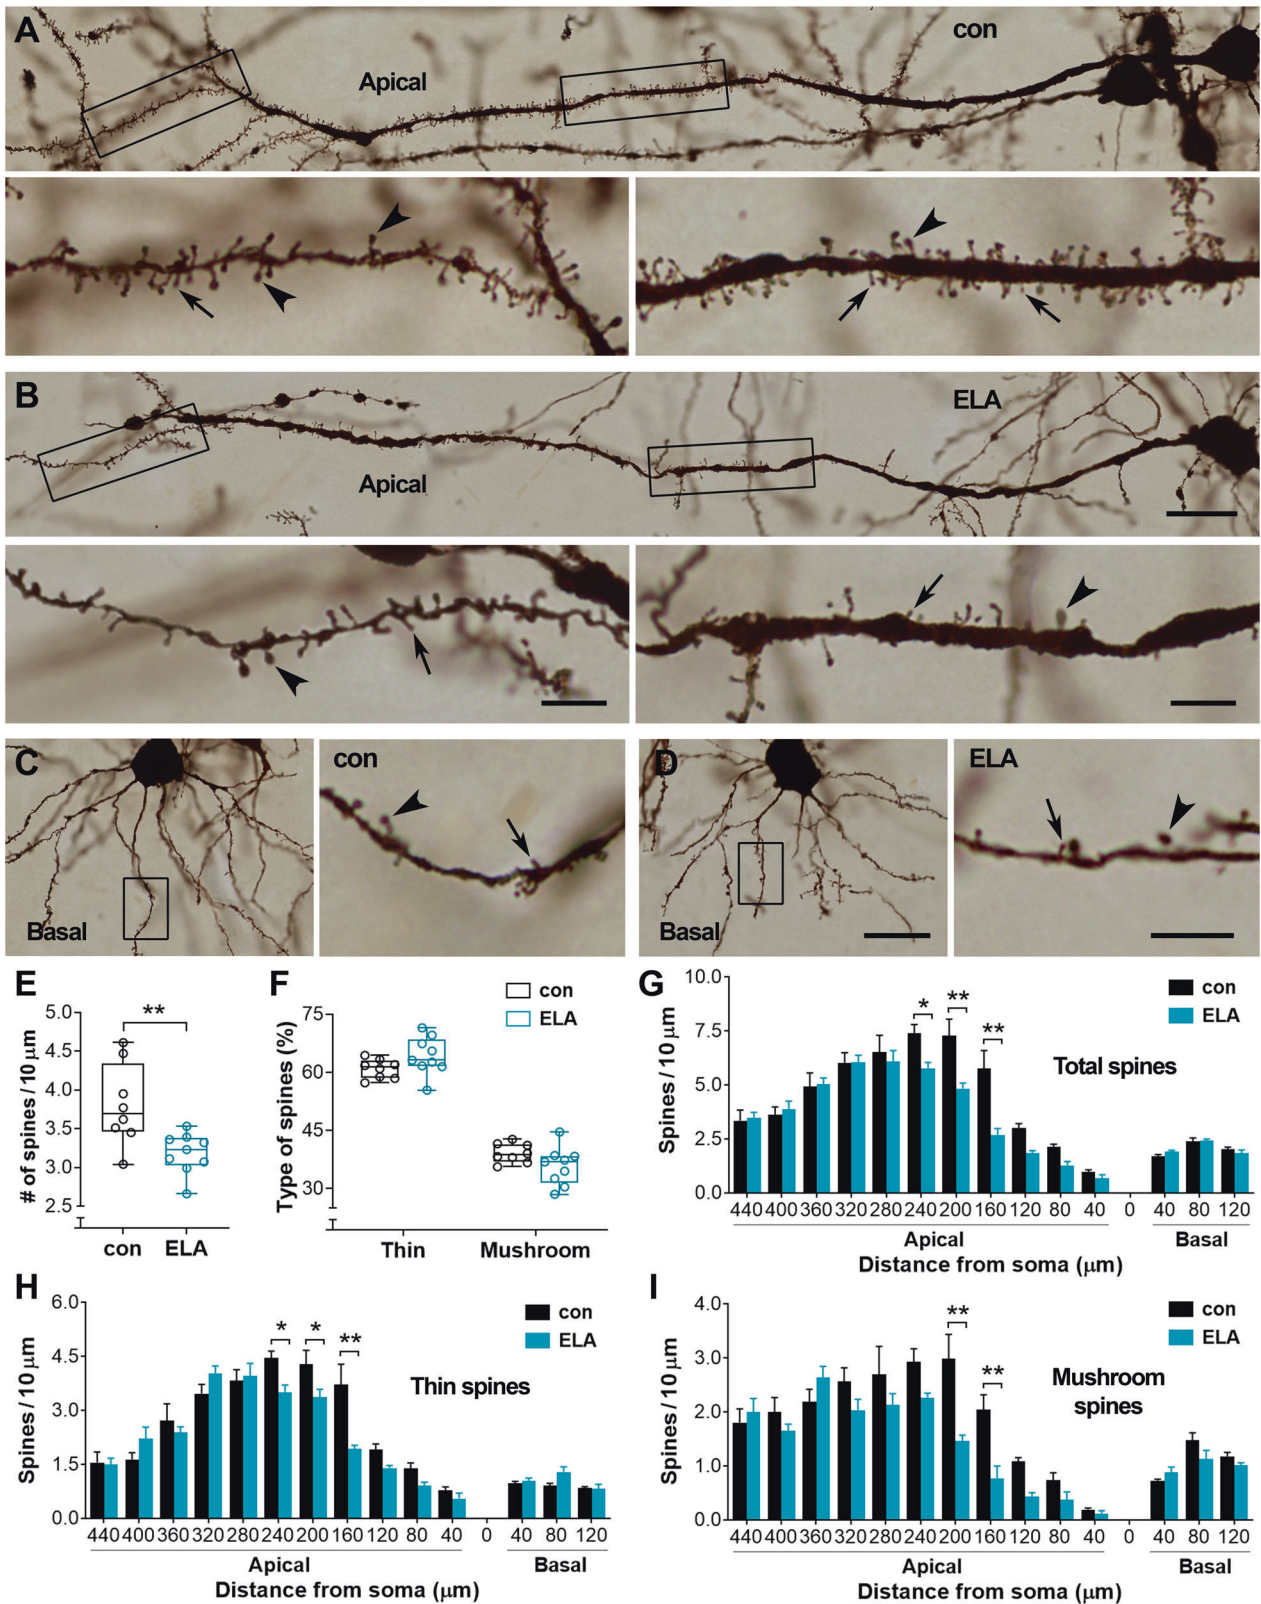 A
con
Apical
B
ELA
Apical
C
con
D
ELA
Basal
Basal
E
# of spines / 10 μm
5.0
4.5
4.0
3.5
3.0
2.5
**
con ELA
F
con
ELA
Type of spines (%)
75
60
45
30
Thin Mushroom
G
con
ELA
Total spines
Spines / 10 μm
10.0
7.5
5.0
2.5
0.0
* ** **
440 400 360 320 280 240 200 160 120 80 40 0 40 80 120
Apical Basal
Distance from soma (μm)
H
con
ELA
Thin spines
Spines / 10 μm
6.0
4.5
3.0
1.5
0.0
* * **
440 400 360 320 280 240 200 160 120 80 40 0 40 80 120
Apical Basal
Distance from soma (μm)
I
con
ELA
Mushroom
spines
Spines / 10 μm
4.0
3.0
2.0
1.0
0.0
** **
440 400 360 320 280 240 200 160 120 80 40 0 40 80 120
Apical Basal
Distance from soma (μm)